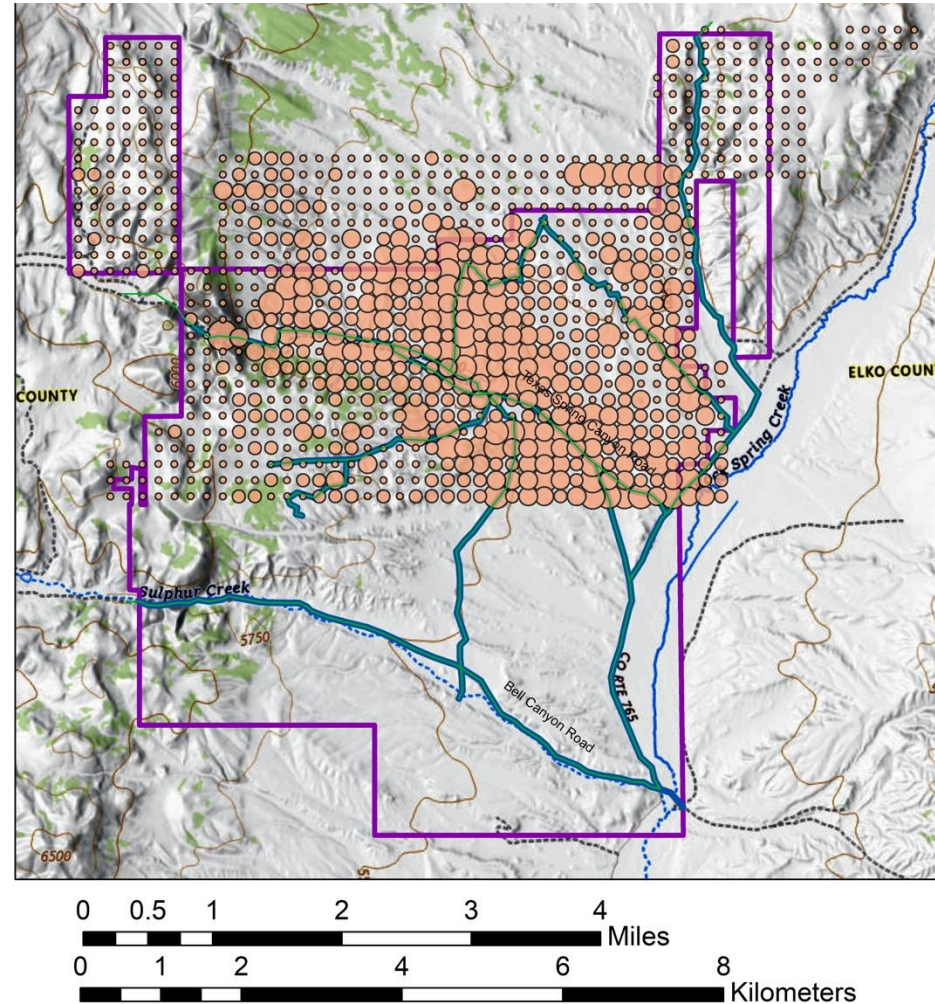 6000
COUNTY
ELKO COUN
Texas Spring Canyon Road
Spring Creek
Sulphur Creek
5750
CO RTE 765
Bell Canyon Road
6500
0 0.5 1 2 3 4 Miles
0 1 2 4 6 8 Kilometers